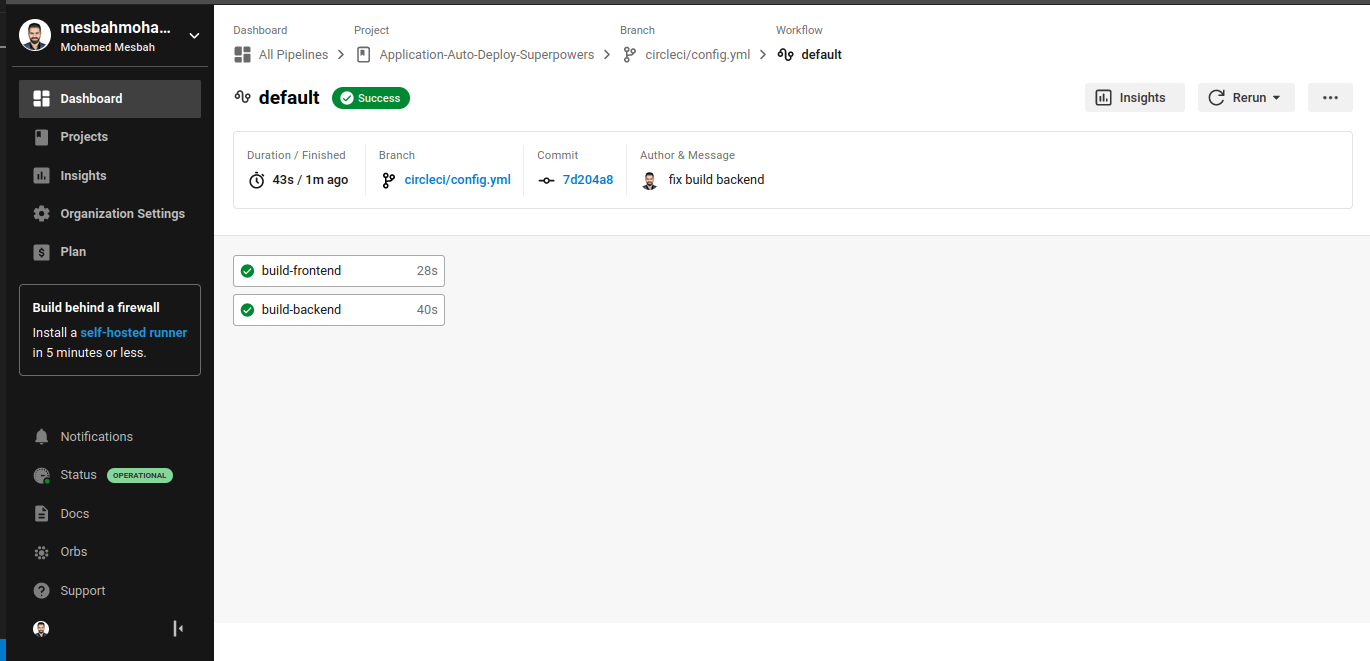 mesbahmoha...
Mohamed Mesbah
Dashboard
Projects
Insights
Organization Settings
Plan
Build behind a firewall
Install a self-hosted runner
in 5 minutes or less.
Notifications
Status OPERATIONAL
Docs
Orbs
Support
Dashboard Project Branch Workflow
All Pipelines Application-Auto-Deploy-Superpowers circleci/config.yml default
default Success Insights Rerun
Duration / Finished Branch Commit Author & Message
43s / 1m ago circleci/config.yml 7d204a8 fix build backend
build-frontend 28s
build-backend 40s